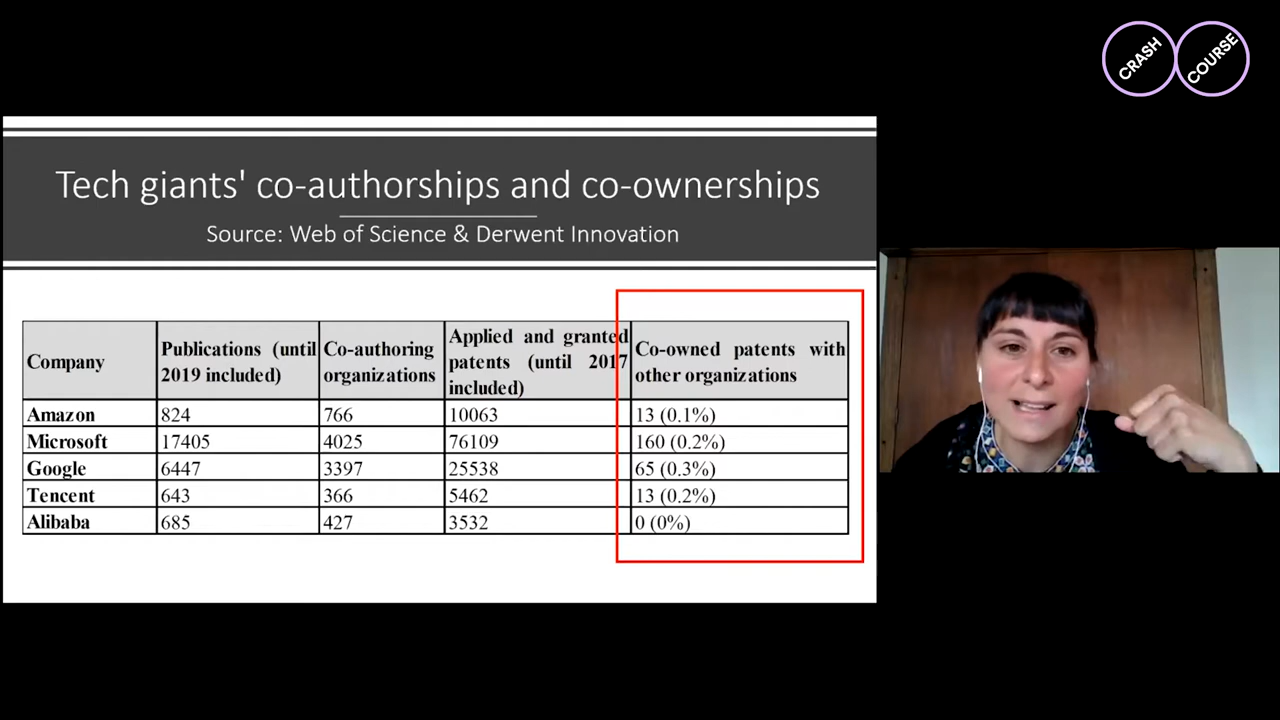 CRASH COURSE
Tech giants' co-authorships and co-ownerships
Source: Web of Science & Derwent Innovation
Company
Publications (until
2019 included)
Co-authoring
organizations
Applied and granted
patents (until 2017
included)
Co-owned patents with
other organizations
Amazon 824 766 10063 13 (0.1%)
Microsoft 17405 4025 76109 160 (0.2%)
Google 6447 3397 25538 65 (0.3%)
Tencent 643 366 5462 13 (0.2%)
Alibaba 685 427 3532 0 (0%)